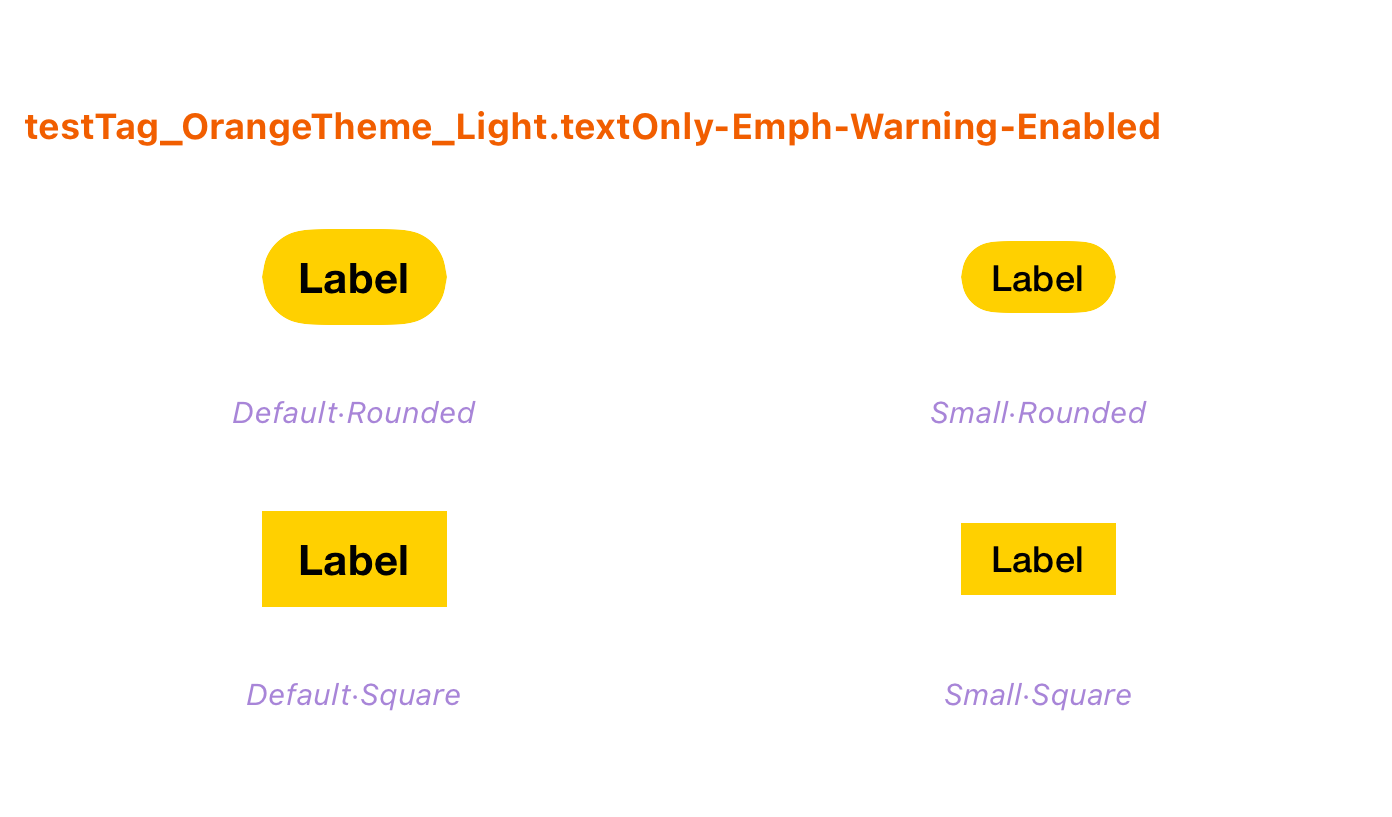 testTag_OrangeTheme_Light.textOnly-Emph-Warning-Enabled
Label
Label
Default·Rounded
Small·Rounded
Label
Label
Default·Square
Small·Square